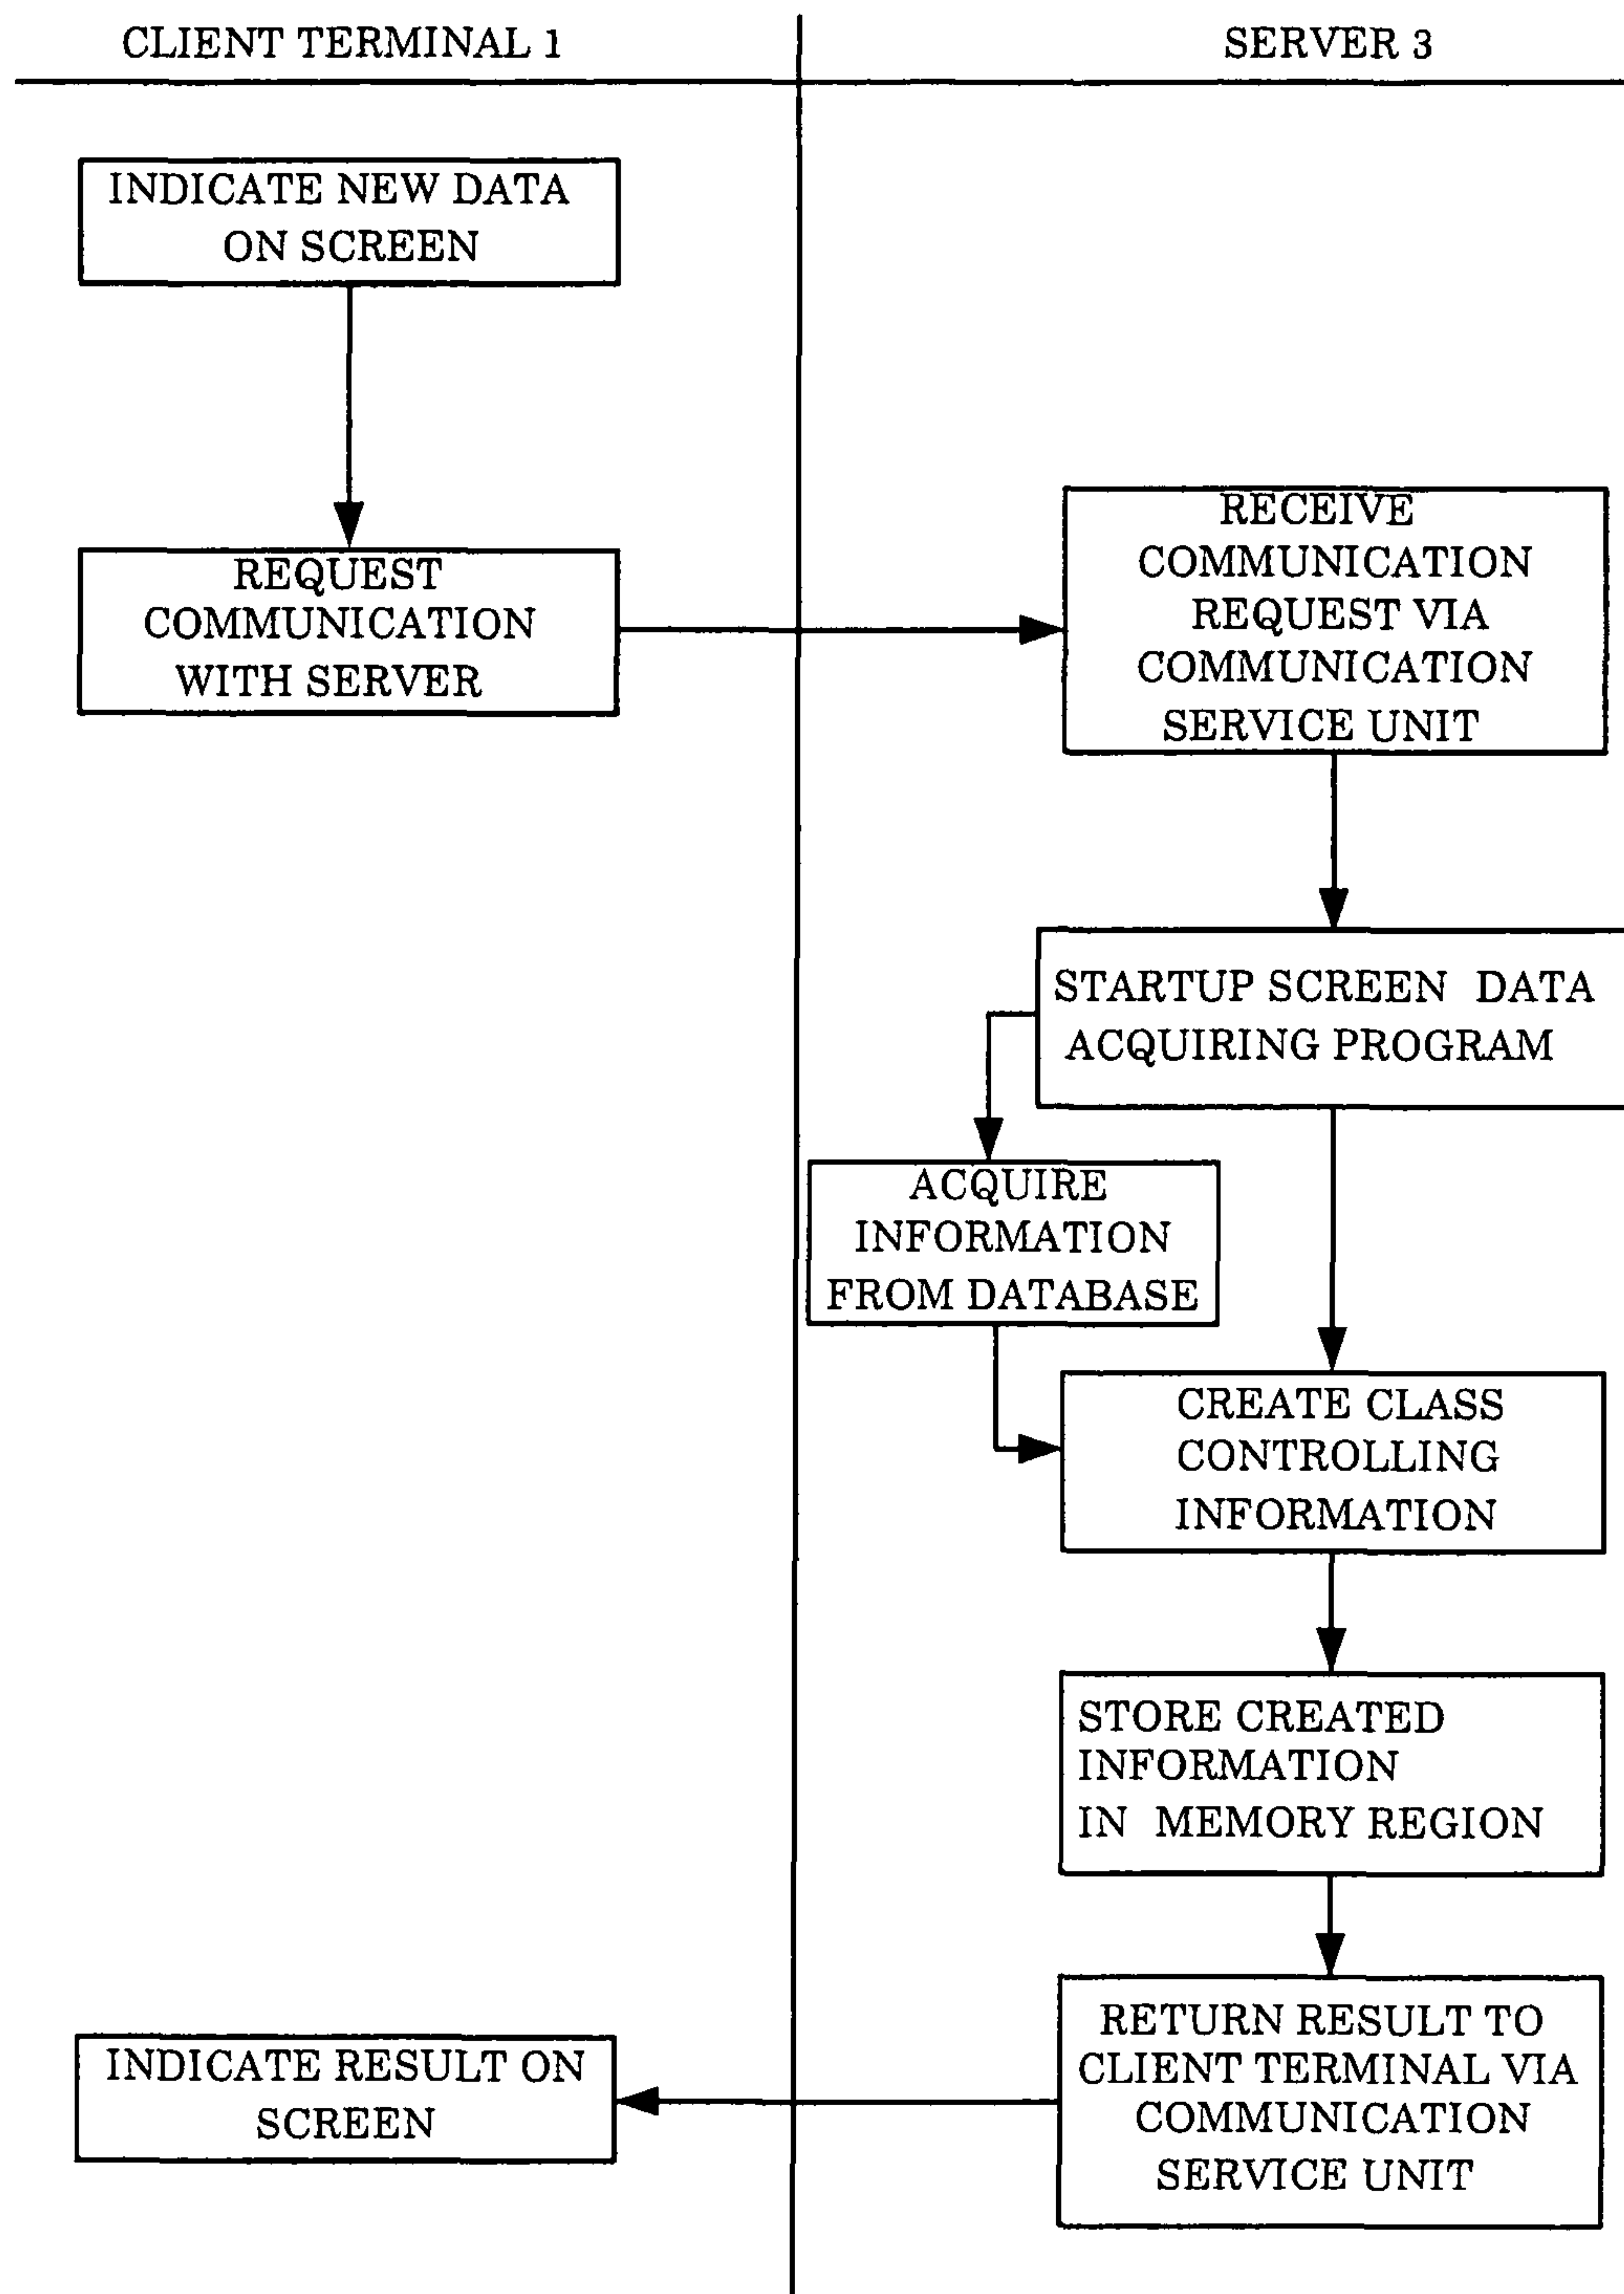 CLIENT TERMINAL 1
SERVER 3
INDICATE NEW DATA
ON SCREEN
REQUEST
COMMUNICATION
WITH SERVER
RECEIVE
COMMUNICATION
REQUEST VIA
COMMUNICATION
SERVICE UNIT
STARTUP SCREEN DATA
ACQUIRING PROGRAM
ACQUIRE
INFORMATION
FROM DATABASE
CREATE CLASS
CONTROLLING
INFORMATION
STORE CREATED
INFORMATION
IN MEMORY REGION
RETURN RESULT TO
CLIENT TERMINAL VIA
COMMUNICATION
SERVICE UNIT
INDICATE RESULT ON
SCREEN